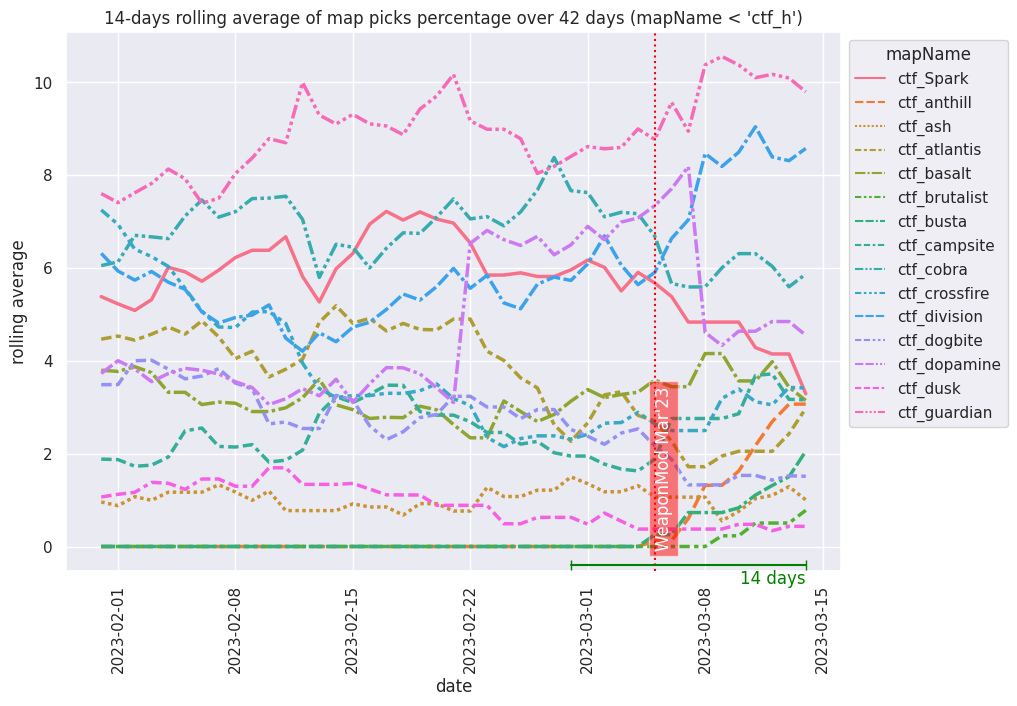 14-days rolling average of map picks percentage over 42 days (mapName < 'ctf_h')
rolling average
10
8
6
4
2
0
WeaponMod Mar'23
14 days
2023-02-01
2023-02-08
2023-02-15
2023-02-22
2023-03-01
2023-03-08
2023-03-15
date
mapName
ctf_Spark
ctf_anthill
ctf_ash
ctf_atlantis
ctf_basalt
ctf_brutalist
ctf_busta
ctf_campsite
ctf_cobra
ctf_crossfire
ctf_division
ctf_dogbite
ctf_dopamine
ctf_dusk
ctf_guardian